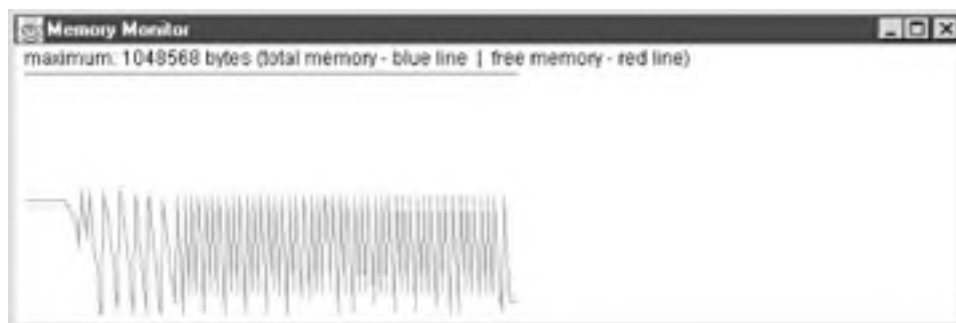 Memory Monitor
maximum: 1048568 bytes (total memory - blue line | free memory - red line)